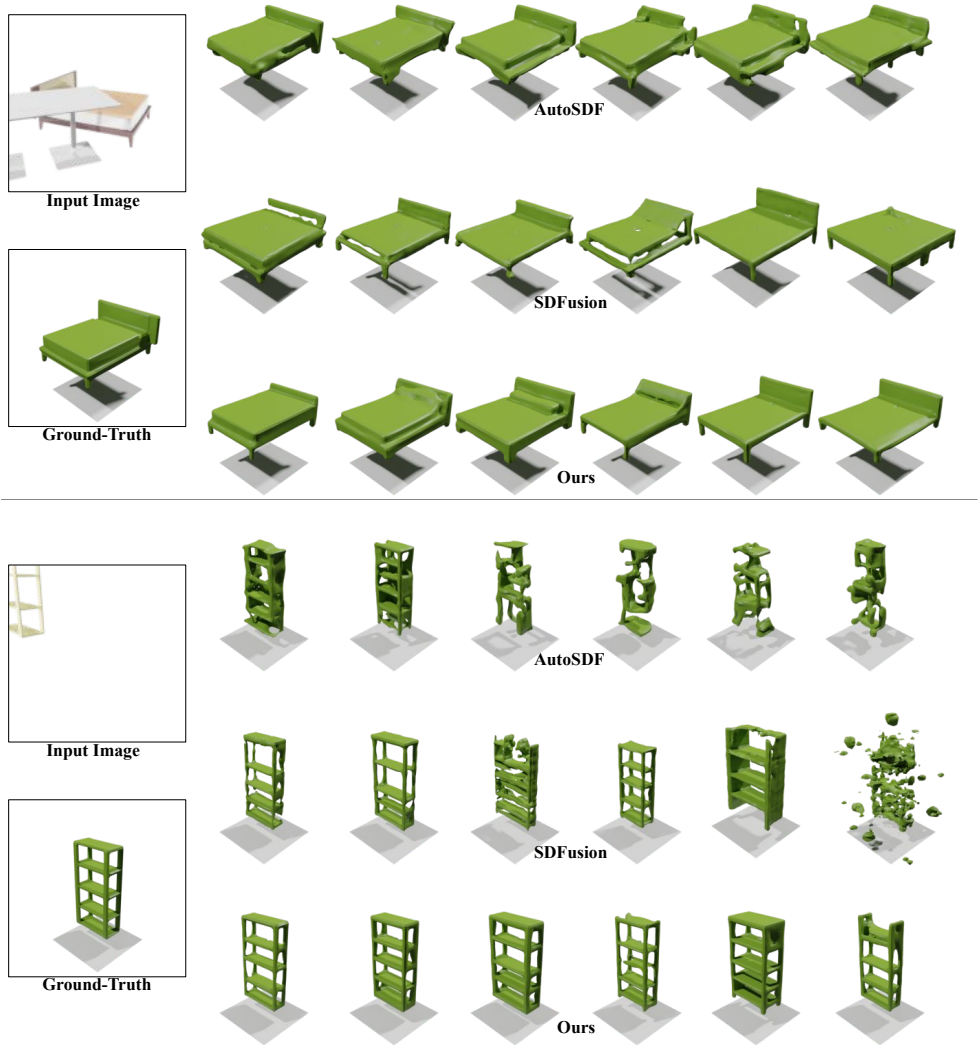 AutoSDF
Input Image
SDFusion
Ground-Truth
Ours
AutoSDF
Input Image
SDFusion
Ground-Truth
Ours